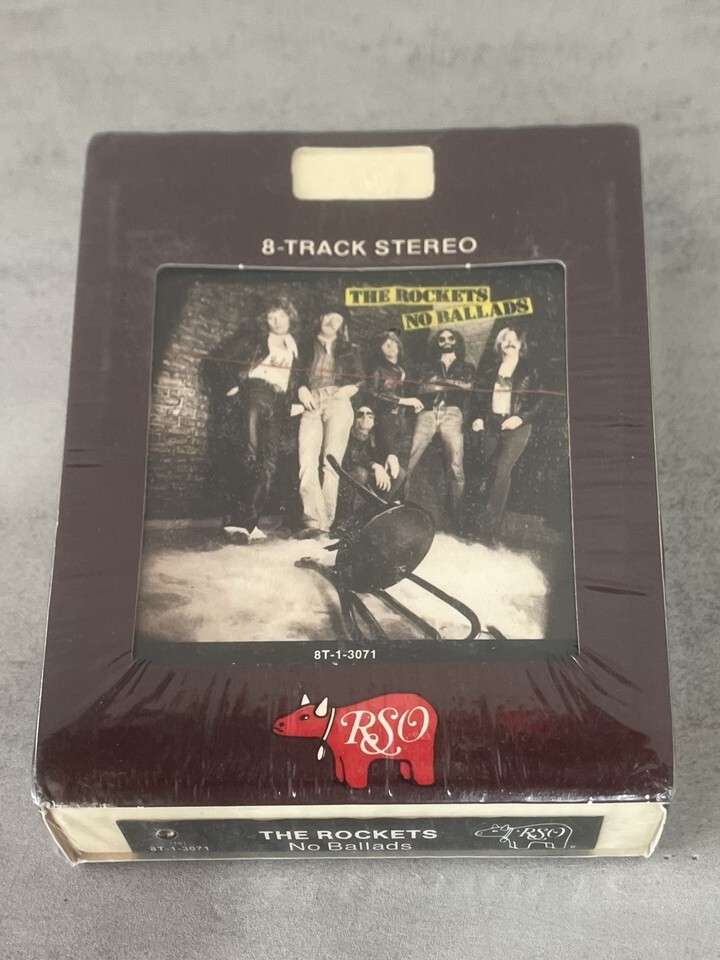 8-TRACK STEREO
THE ROCKETS
NO BALLADS
8T-1-3071
RSO
THE ROCKETS
No Ballads
8T-1-3071
RSO